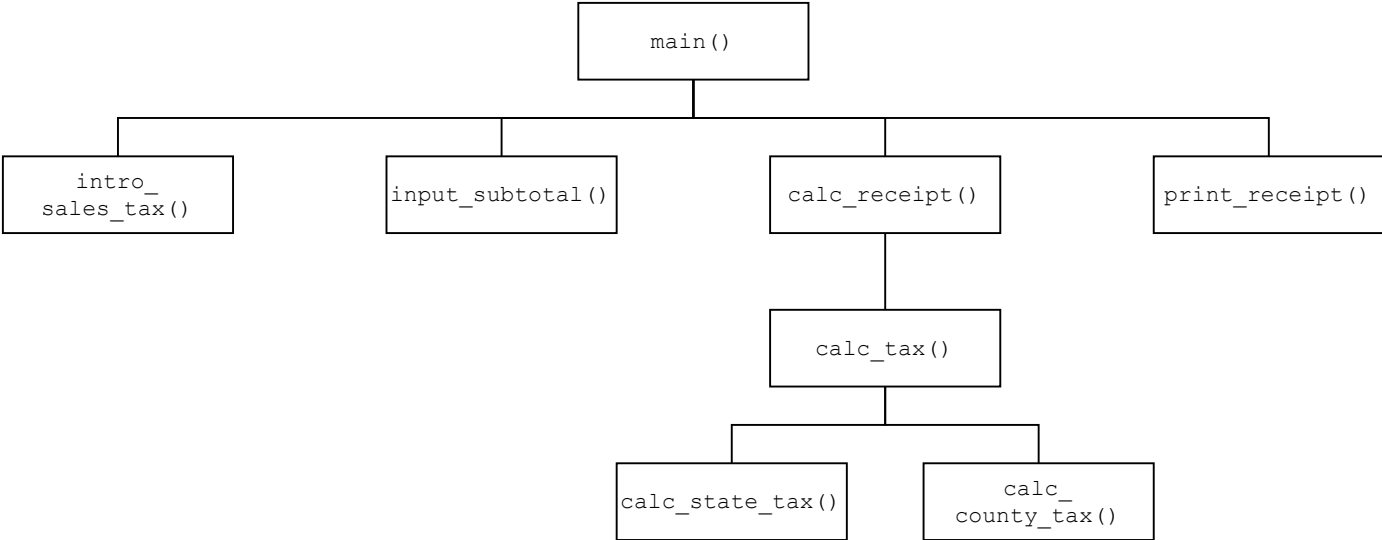 main()
intro_
sales_tax()
input_subtotal()
calc_receipt()
print_receipt()
calc_tax()
calc_state_tax()
calc_
county_tax()